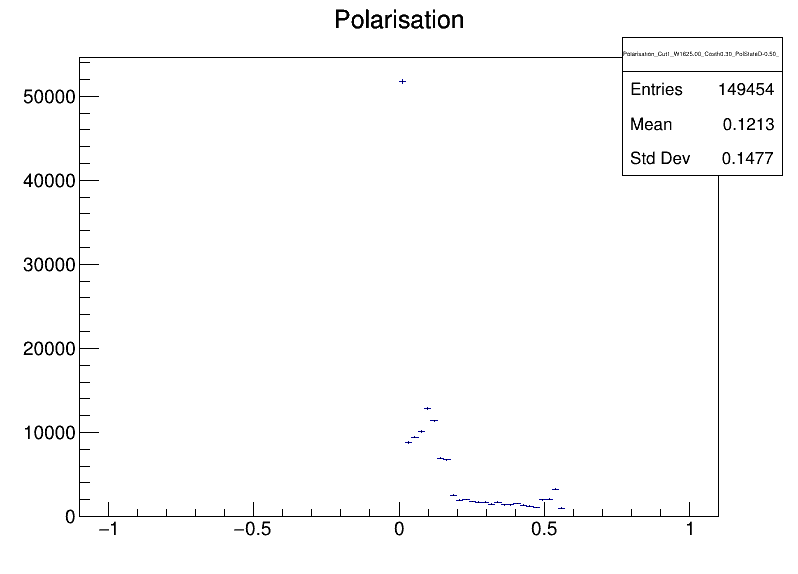 Polarisation
Polarisation_Cut1_W1625.00_Costh0.30_PolStateD-0.50_
Entries 149454
Mean 0.1213
Std Dev 0.1477
50000
40000
30000
20000
10000
0
−1 −0.5 0 0.5 1